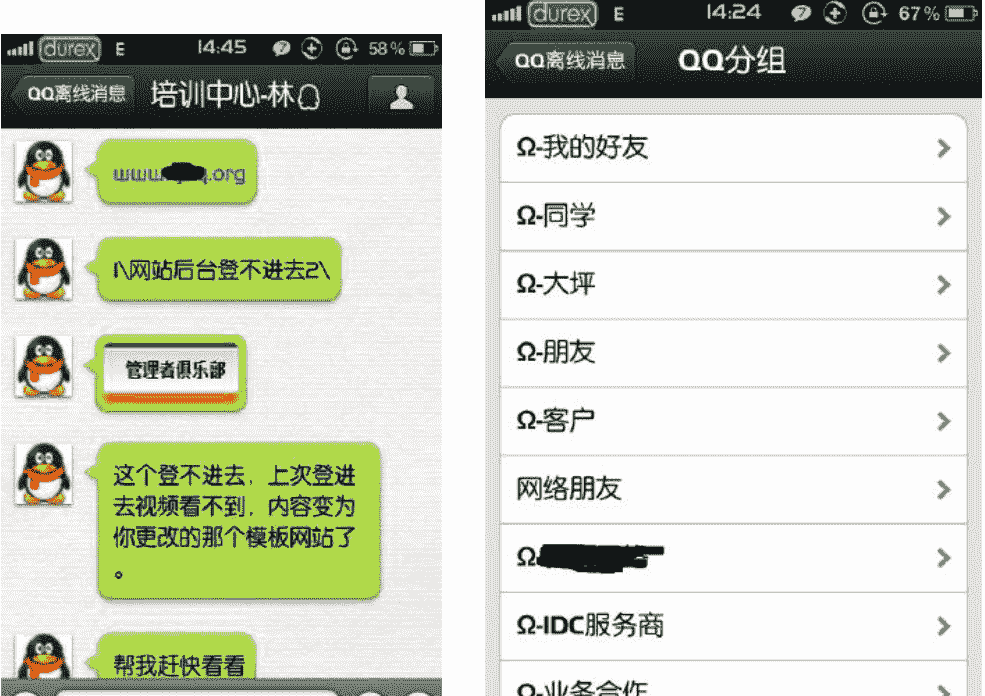 durex E 14:45 58%
QQ离线消息 培训中心-林
www.
.org
1\网站后台登不进去2\
管理者俱乐部
这个登不进去，上次登进
去视频看不到，内容变为
你更改的那个模板网站了
。
帮我赶快看看
durex E 14:24 67%
QQ离线消息 QQ分组
Ω-我的好友
Ω-同学
Ω-大坪
Ω-朋友
Ω-客户
网络朋友
Ω-
Ω-IDC服务商
Ω-业务合作